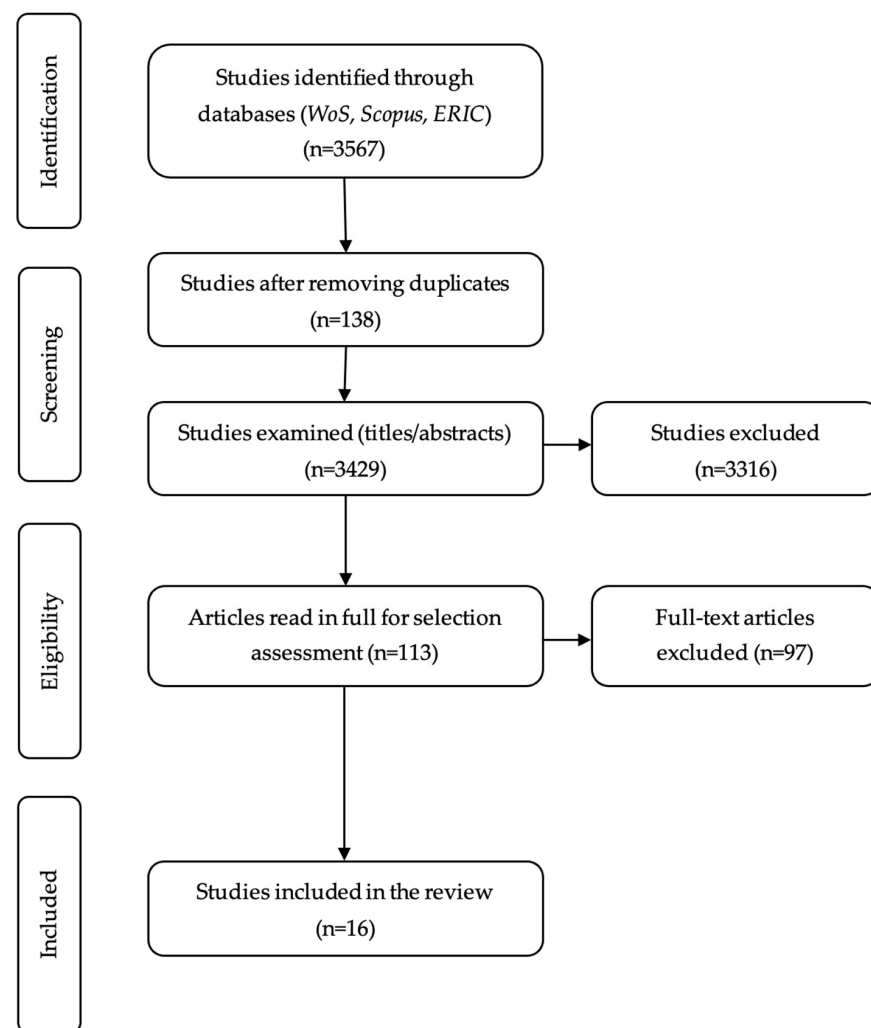 Identification
Studies identified through
databases (WoS, Scopus, ERIC)
(n=3567)
Screening
Studies after removing duplicates
(n=138)
Studies examined (titles/abstracts)
(n=3429)
Studies excluded
(n=3316)
Eligibility
Articles read in full for selection
assessment (n=113)
Full-text articles
excluded (n=97)
Included
Studies included in the review
(n=16)